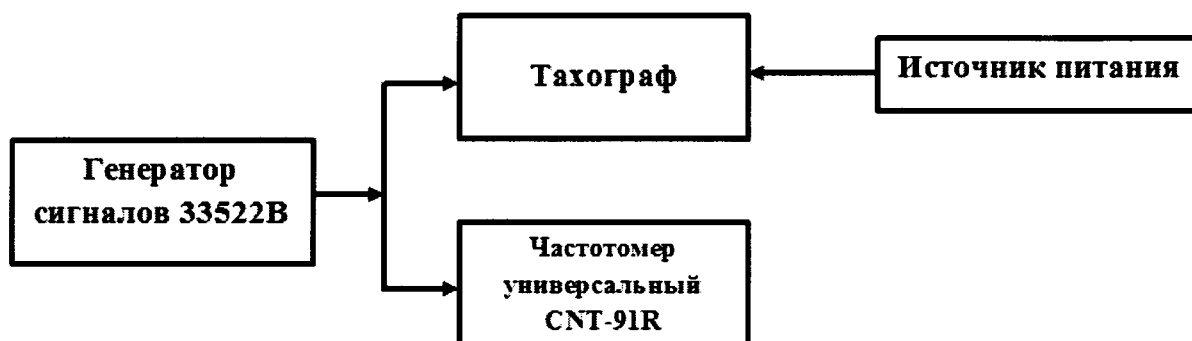 Тахограф
Источник питания
Генератор
сигналов 33522B
Частотомер
универсальный
CNT-91R